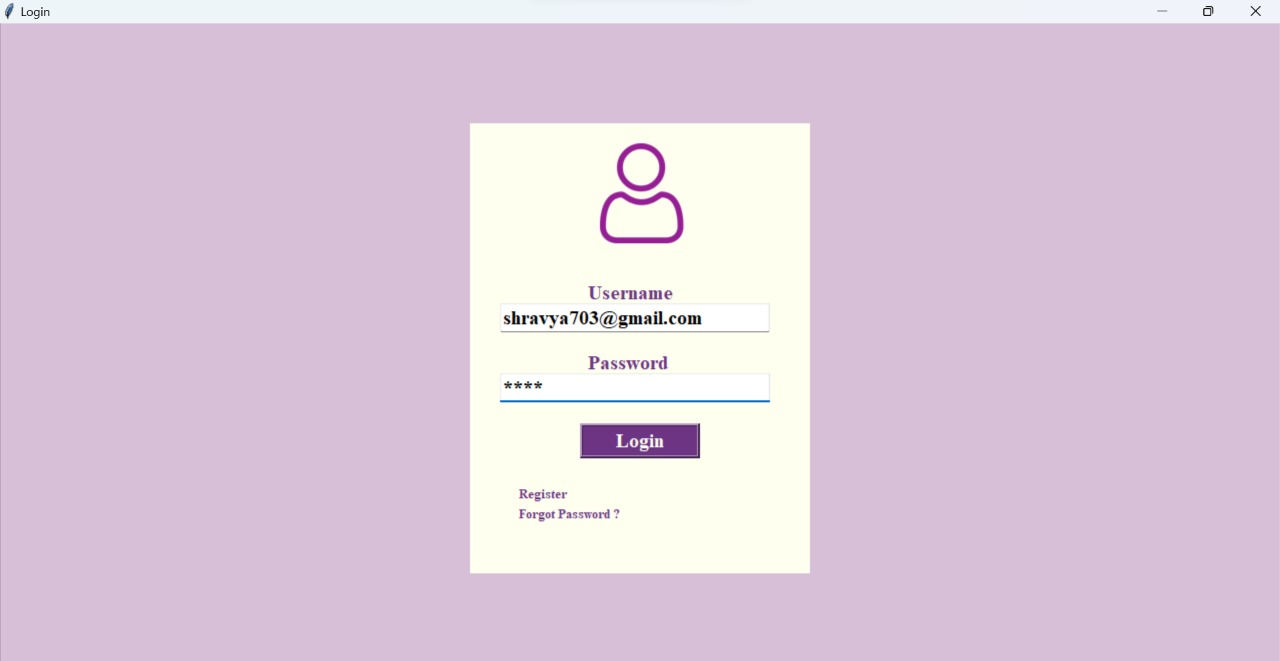 Login
Username
shravya703@gmail.com
Password
****
Login
Register
Forgot Password ?